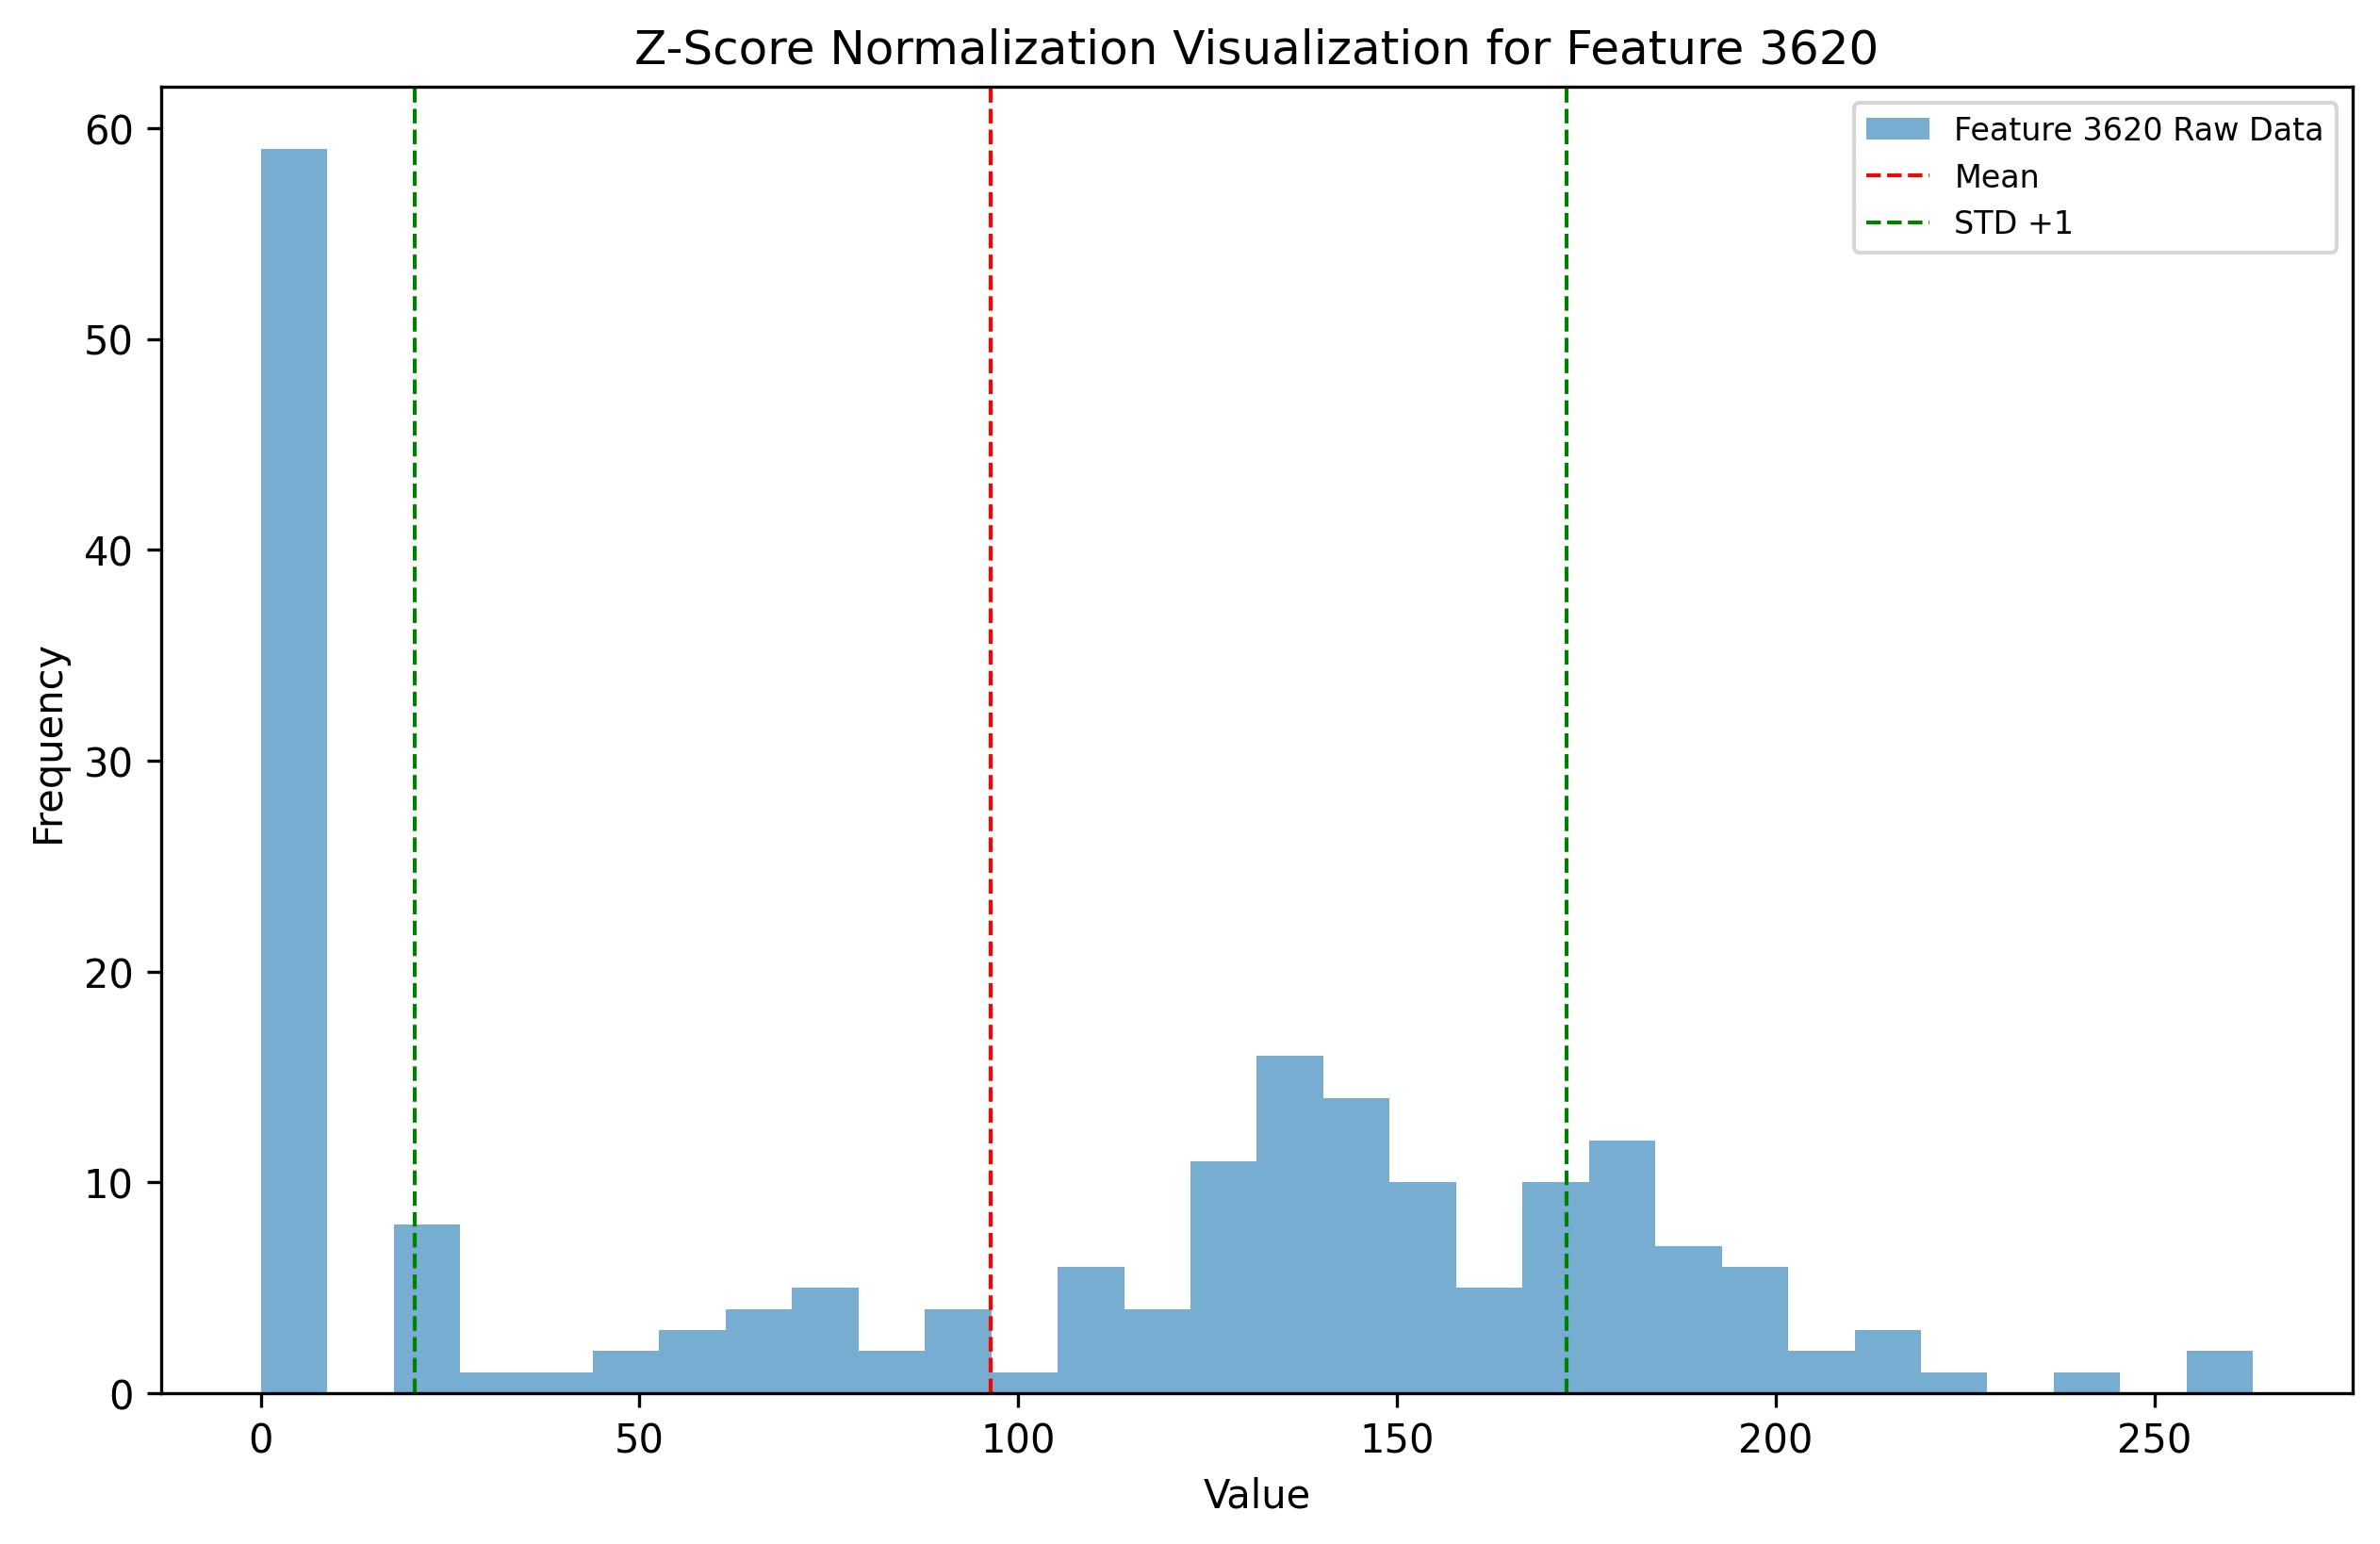 Z-Score Normalization Visualization for Feature 3620
Feature 3620 Raw Data
Mean
STD +1
60
50
40
30
20
10
0
Frequency
0 50 100 150 200 250
Value